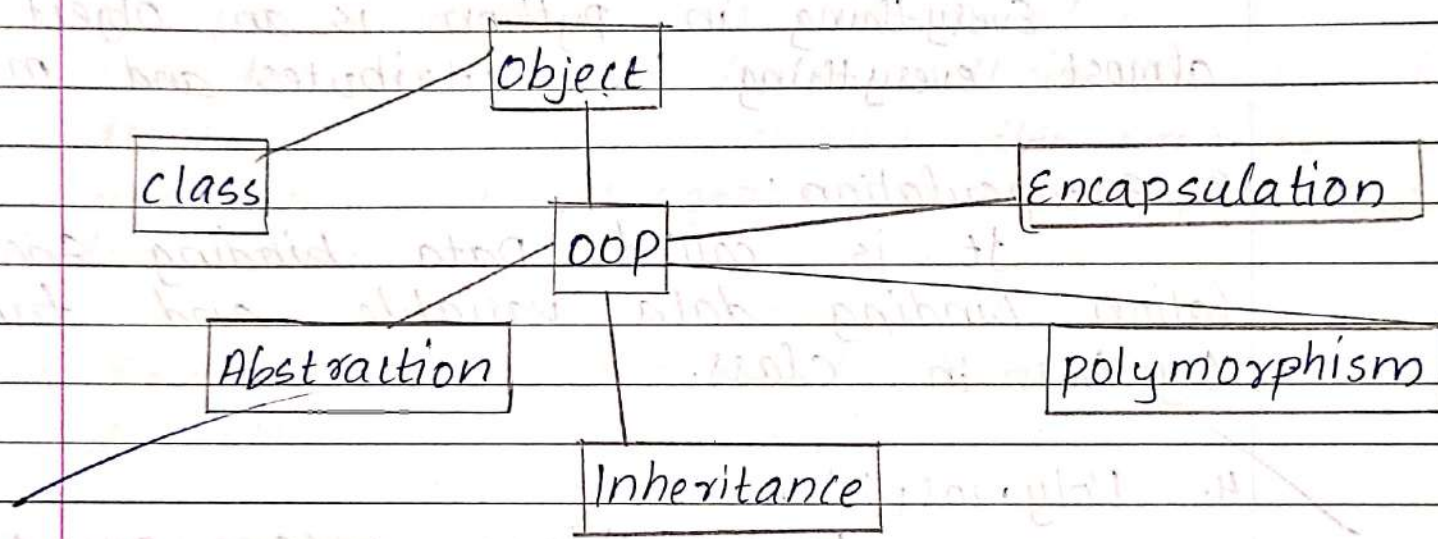 Object
class
Encapsulation
OOP
Abstraction
polymorphism
Inheritance